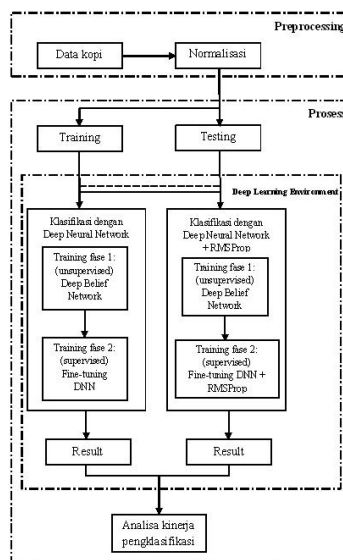 Preprocessing
Data kopi
Normalisasi
Proses
Training
Testing
Deep Learning Environment
Klasifikasi dengan
Deep Neural Network
Training fase 1:
(unsupervised)
Deep Belief
Network
Training fase 2:
(supervised)
Fine-tuning
DNN
Result
Klasifikasi dengan
Deep Neural Network
+RMSProp
Training fase 1:
(unsupervised)
Deep Belief
Network
Training fase 2:
(supervised)
Fine-tuning DNN +
RMSProp
Result
Analisa kinerja
pengklasifikasi